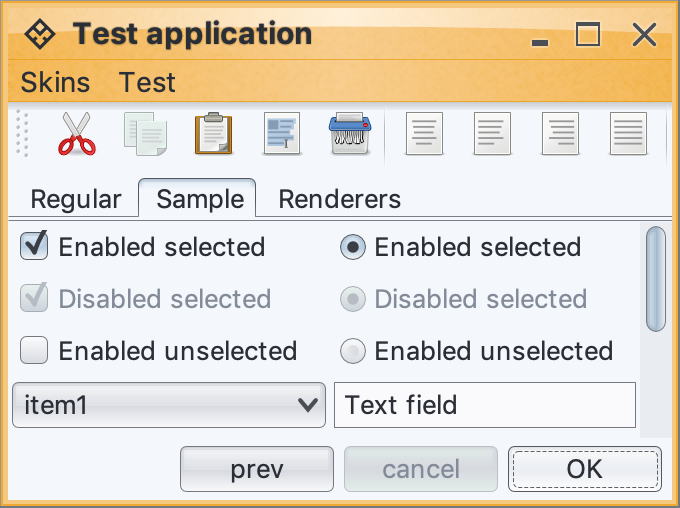 Test application
Skins Test
Regular Sample Renderers
Enabled selected Enabled selected
Disabled selected Disabled selected
Enabled unselected Enabled unselected
item1 Text field
prev cancel OK